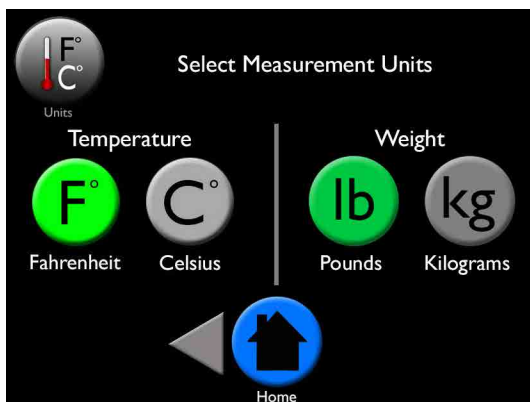 F°
C°
Units
Select Measurement Units
Temperature
Weight
F°
C°
lb
kg
Fahrenheit
Celsius
Pounds
Kilograms
Home